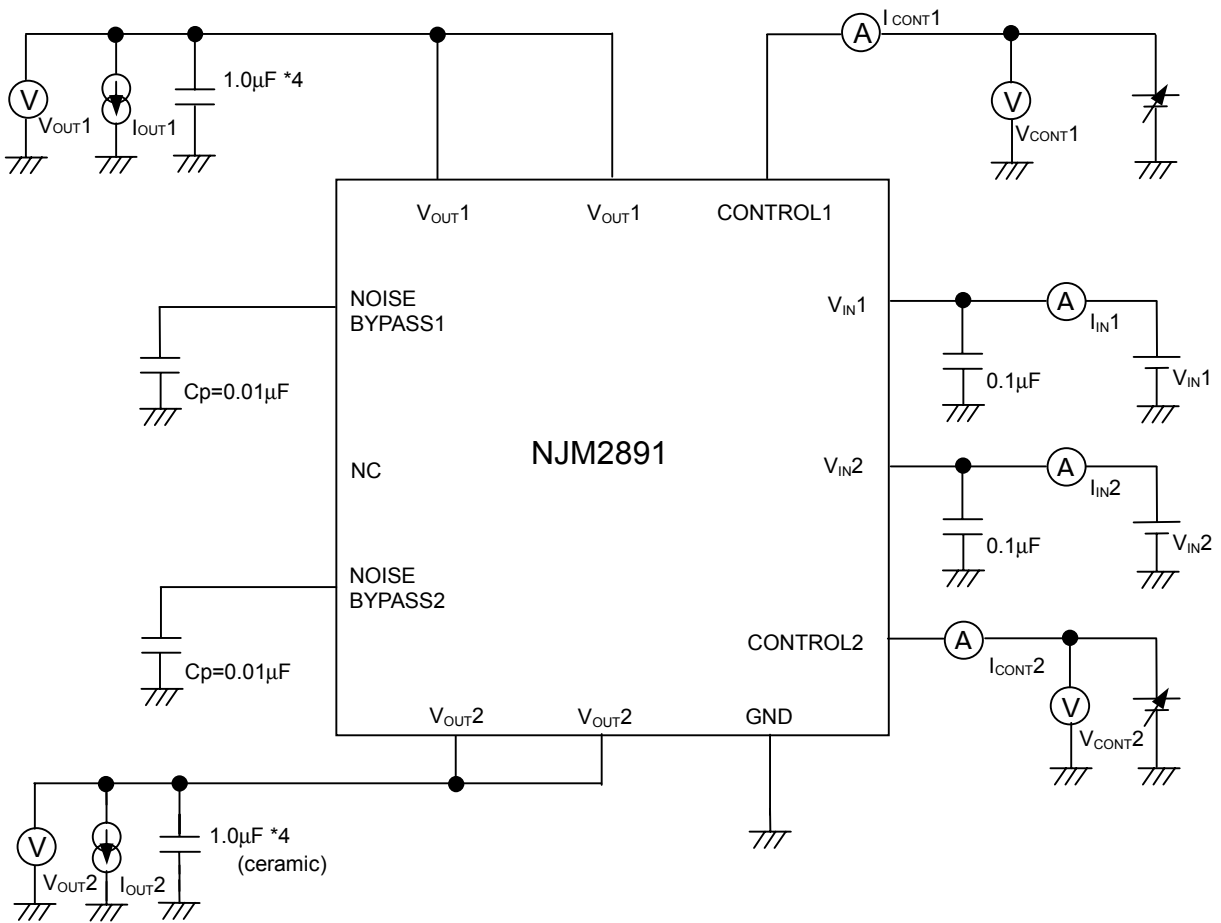 I CONT1
A
1.0µF *4
V
V
VOUT1
IOUT1
VCONT1
VOUT1
VOUT1
CONTROL1
NOISE
BYPASS1
VIN1
A
IIN1
Cp=0.01µF
0.1µF
VIN1
NJM2891
NC
VIN2
A
IIN2
0.1µF
VIN2
NOISE
BYPASS2
CONTROL2
A
ICONT2
Cp=0.01µF
VOUT2
VOUT2
GND
V
VCONT2
V
1.0µF *4
(ceramic)
VOUT2
IOUT2